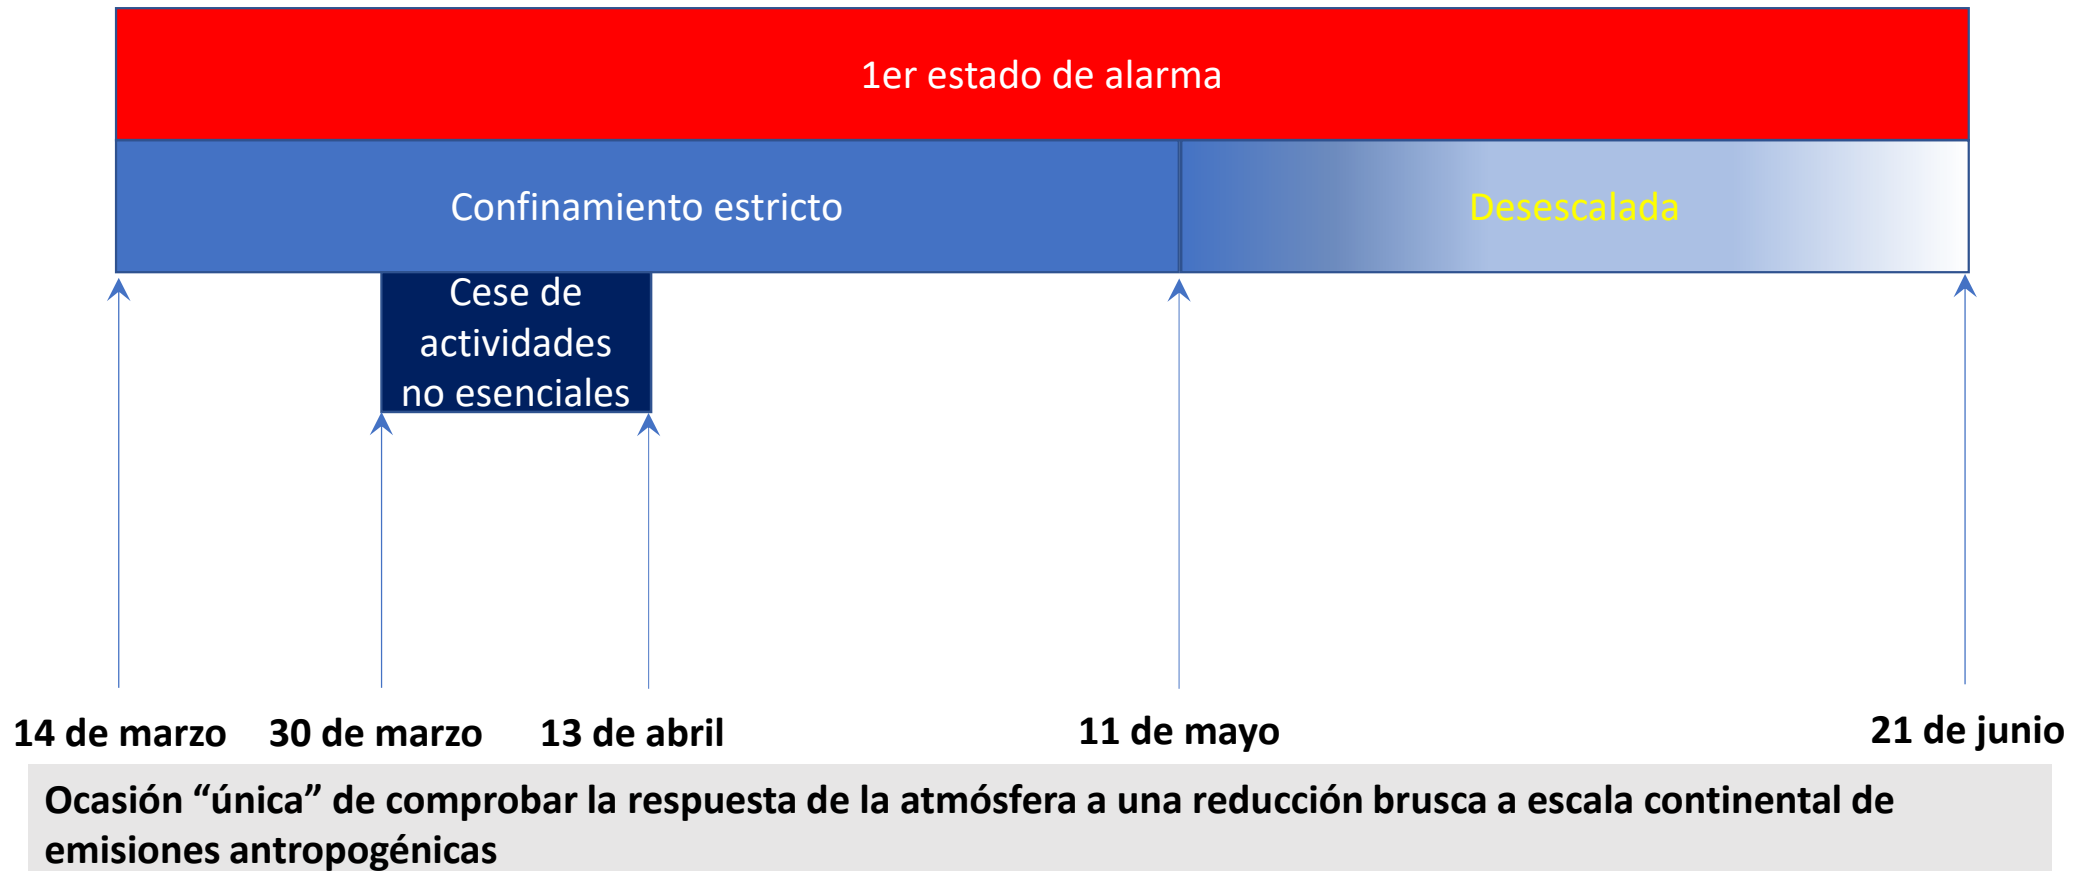 1er estado de alarma
Confinamiento estricto
Desescalada
Cese de
actividades
no esenciales
14 de marzo
30 de marzo
13 de abril
11 de mayo
21 de junio
Ocasión “única” de comprobar la respuesta de la atmósfera a una reducción brusca a escala continental de
emisiones antropogénicas